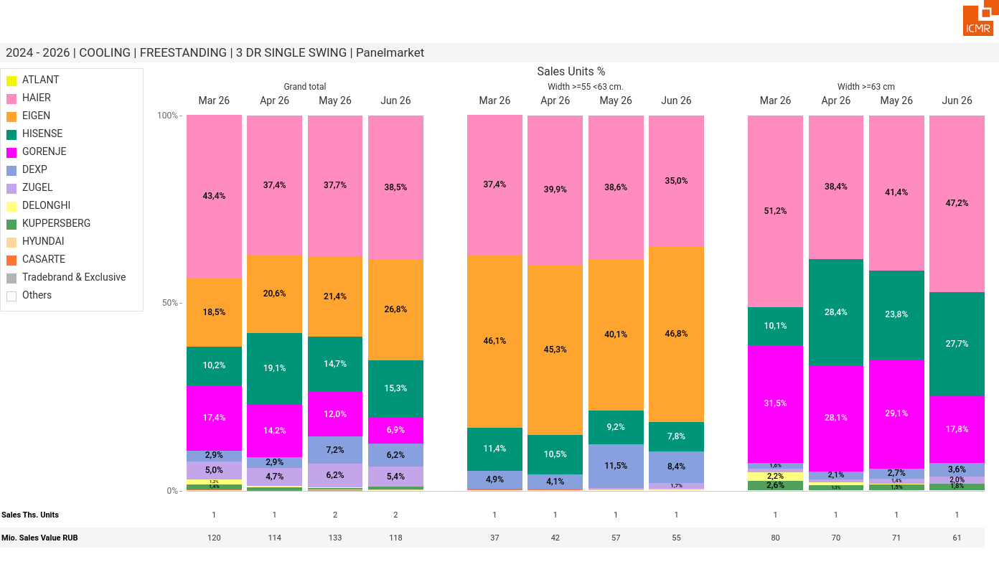 ICMR
2024 - 2026 | COOLING | FREESTANDING | 3 DR SINGLE SWING | Panelmarket
ATLANT
HAIER
EIGEN
HISENSE
GORENJE
DEXP
ZUGEL
DELONGHI
KUPPERSBERG
HYUNDAI
CASARTE
Tradebrand & Exclusive
Others
Sales Units %
Grand total Width >=55 <63 cm. Width >=63 cm
Mar 26 Apr 26 May 26 Jun 26 Mar 26 Apr 26 May 26 Jun 26 Mar 26 Apr 26 May 26 Jun 26
100%
50%
0%
43,4% 37,4% 37,7% 38,5% 37,4% 39,9% 38,6% 35,0% 51,2% 38,4% 41,4% 47,2%
18,5% 20,6% 21,4% 26,8% 46,1% 45,3% 40,1% 46,8%
10,2% 19,1% 14,7% 15,3% 11,4% 10,5% 9,2% 7,8% 10,1% 28,4% 23,8% 27,7%
17,4% 14,2% 12,0% 6,9% 31,5% 28,1% 29,1% 17,8%
2,9% 2,9% 7,2% 6,2% 4,9% 4,1% 11,5% 8,4% 1,6% 2,1% 2,7% 3,6%
5,0% 4,7% 6,2% 5,4% 1,7% 1,4% 2,0%
1,2% 2,2%
1,4% 2,6% 1,3% 1,5% 1,8%
Sales Ths. Units 1 1 2 2 1 1 1 1 1 1 1 1
Mio. Sales Value RUB 120 114 133 118 37 42 57 55 80 70 71 61